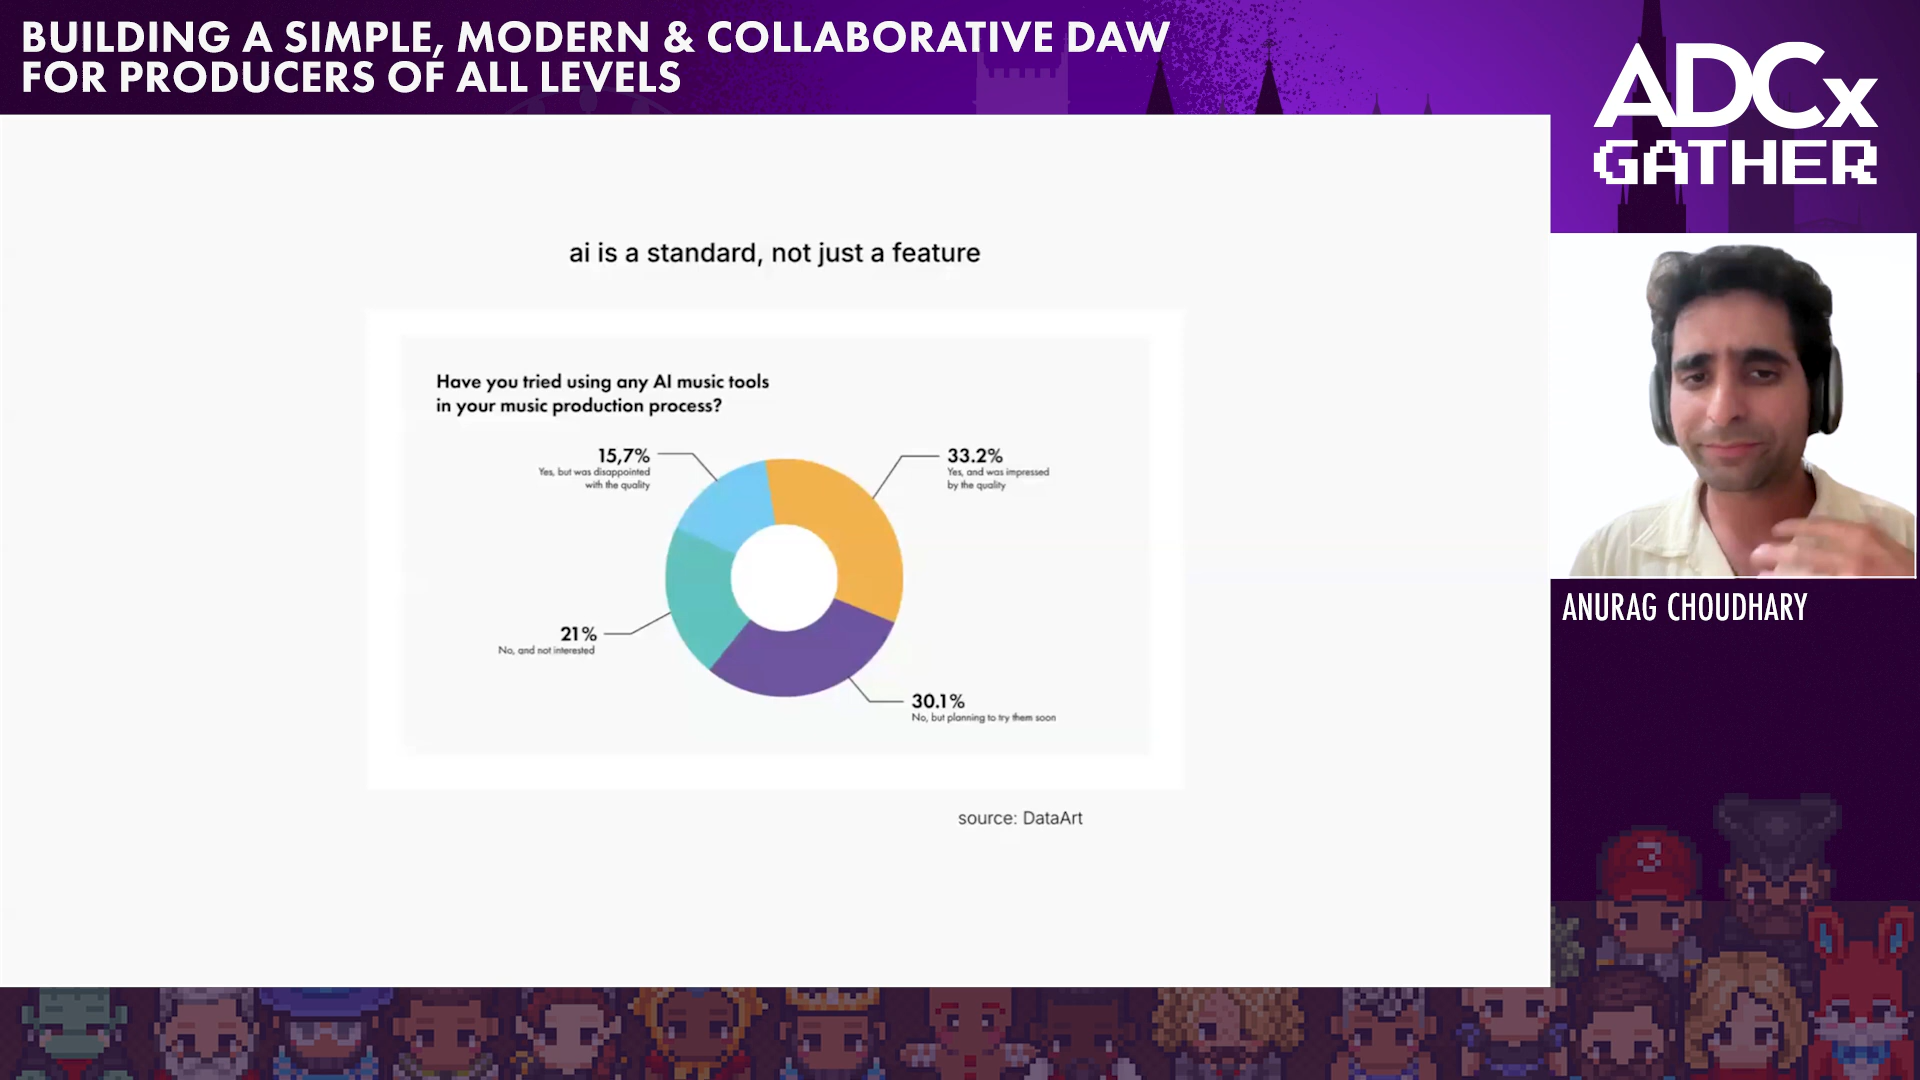 BUILDING A SIMPLE, MODERN & COLLABORATIVE DAW
FOR PRODUCERS OF ALL LEVELS
ADCx
GATHER
ai is a standard, not just a feature
Have you tried using any AI music tools
in your music production process?
15,7%
Yes, but was disappointed
with the quality
33.2%
Yes, and was impressed
by the quality
21%
No, and not interested
30.1%
No, but planning to try them soon
source: DataArt
ANURAG CHOUDHARY
3